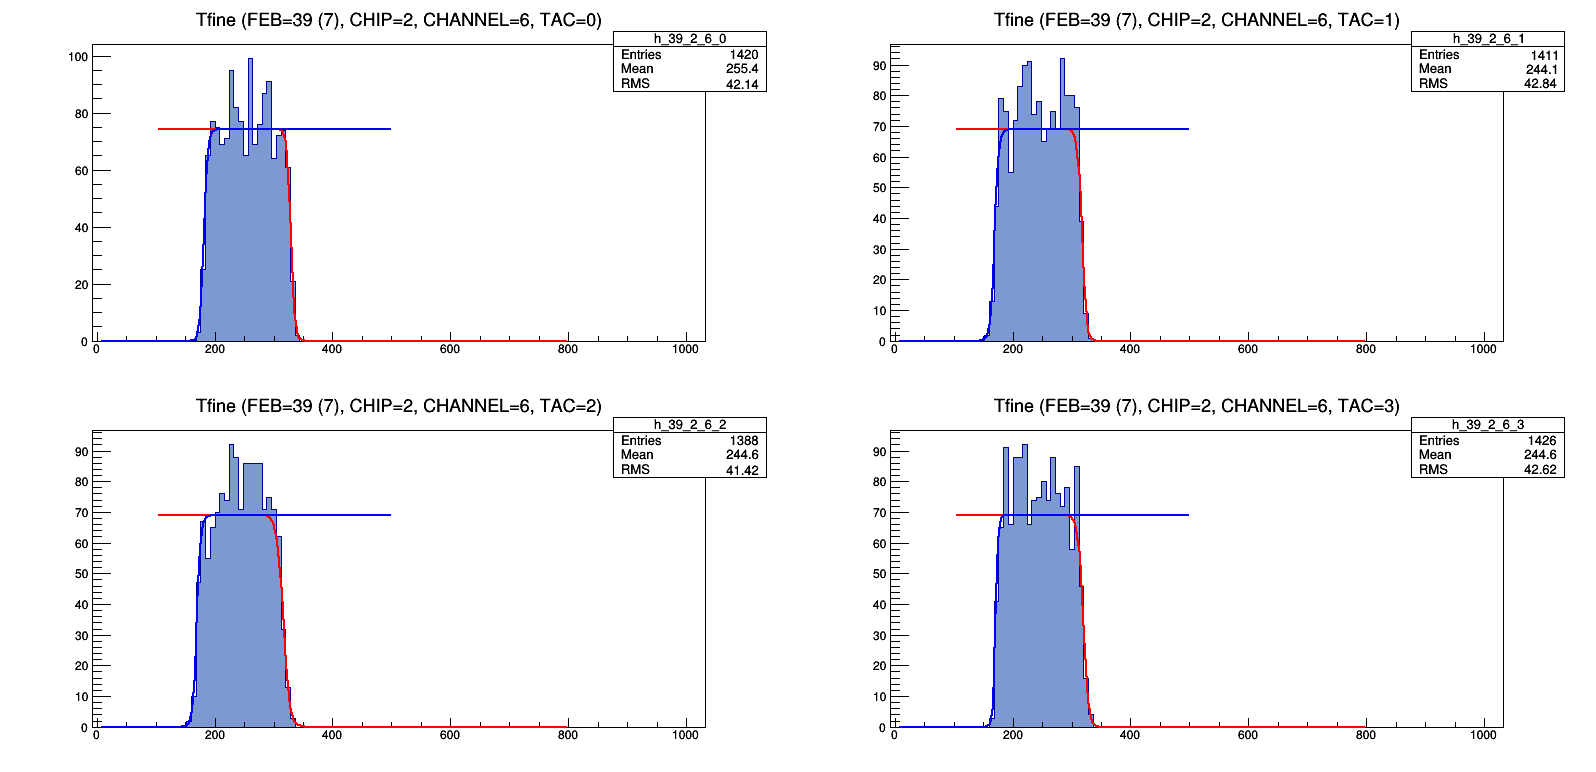 Tfine (FEB=39 (7), CHIP=2, CHANNEL=6, TAC=0)
h_39_2_6_0
Entries 1420
Mean 255.4
RMS 42.14
100
80
60
40
20
0
0 200 400 600 800 1000
Tfine (FEB=39 (7), CHIP=2, CHANNEL=6, TAC=1)
h_39_2_6_1
Entries 1411
Mean 244.1
RMS 42.84
90
80
70
60
50
40
30
20
10
0
0 200 400 600 800 1000
Tfine (FEB=39 (7), CHIP=2, CHANNEL=6, TAC=2)
h_39_2_6_2
Entries 1388
Mean 244.6
RMS 41.42
90
80
70
60
50
40
30
20
10
0
0 200 400 600 800 1000
Tfine (FEB=39 (7), CHIP=2, CHANNEL=6, TAC=3)
h_39_2_6_3
Entries 1426
Mean 244.6
RMS 42.62
90
80
70
60
50
40
30
20
10
0
0 200 400 600 800 1000